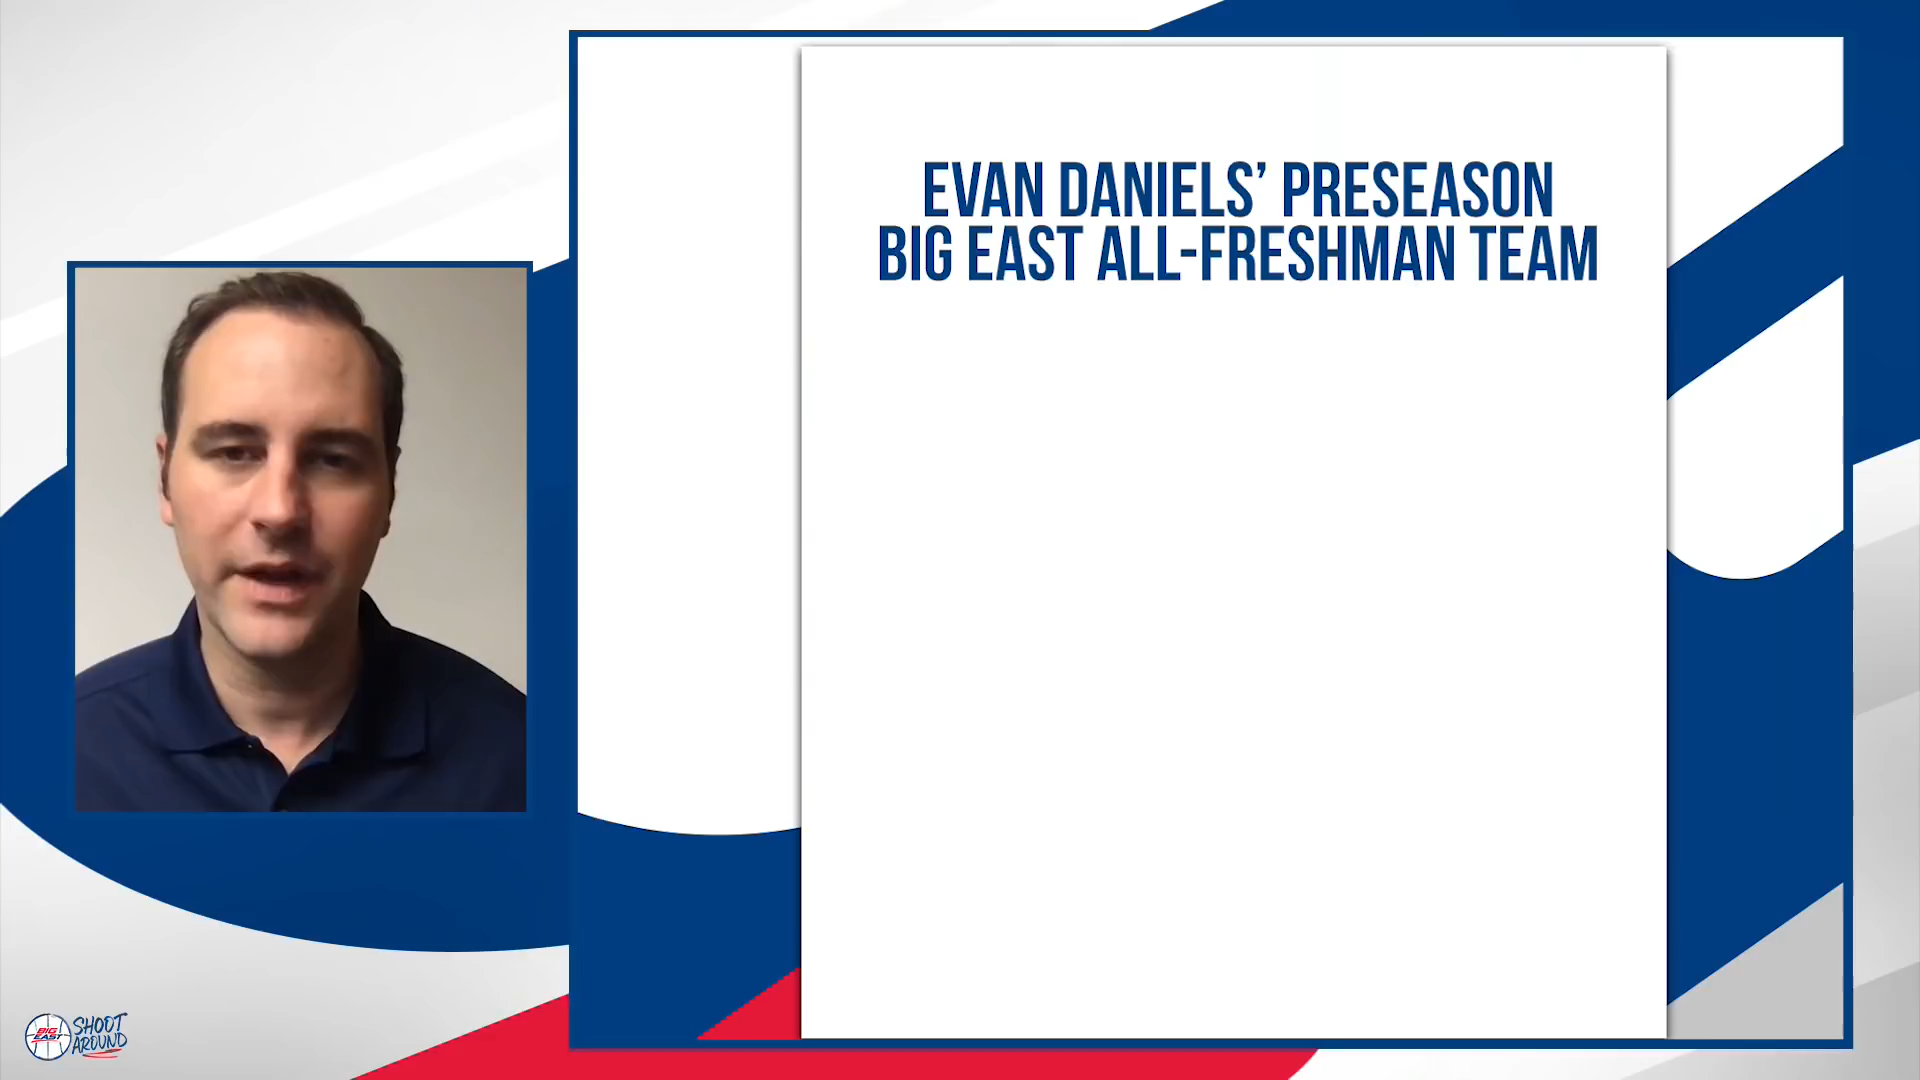 EVAN DANIELS’ PRESEASON
BIG EAST ALL-FRESHMAN TEAM
BIG
EAST
SHOOT
AROUND